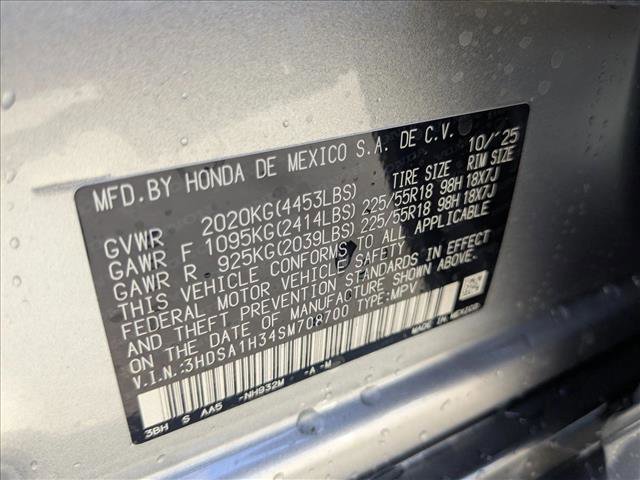 MFD.BY HONDA DE MEXICO S.A. DE C.V. 10/'25
TIRE SIZE RIM SIZE
GVWR 2020KG(4453LBS)
GAWR F 1095KG(2414LBS) 225/55R18 98H 18X7J
GAWR R 925KG(2039LBS) 225/55R18 98H 18X7J
THIS VEHICLE CONFORMS TO ALL APPLICABLE
FEDERAL MOTOR VEHICLE SAFETY
AND THEFT PREVENTION STANDARDS IN EFFECT
ON THE DATE OF MANUFACTURE SHOWN ABOVE.
V.I.N.:3HDSA1H34SM708700 TYPE:MPV
MADE IN MEXICO
3BH S AA5 -NH932M -A -M